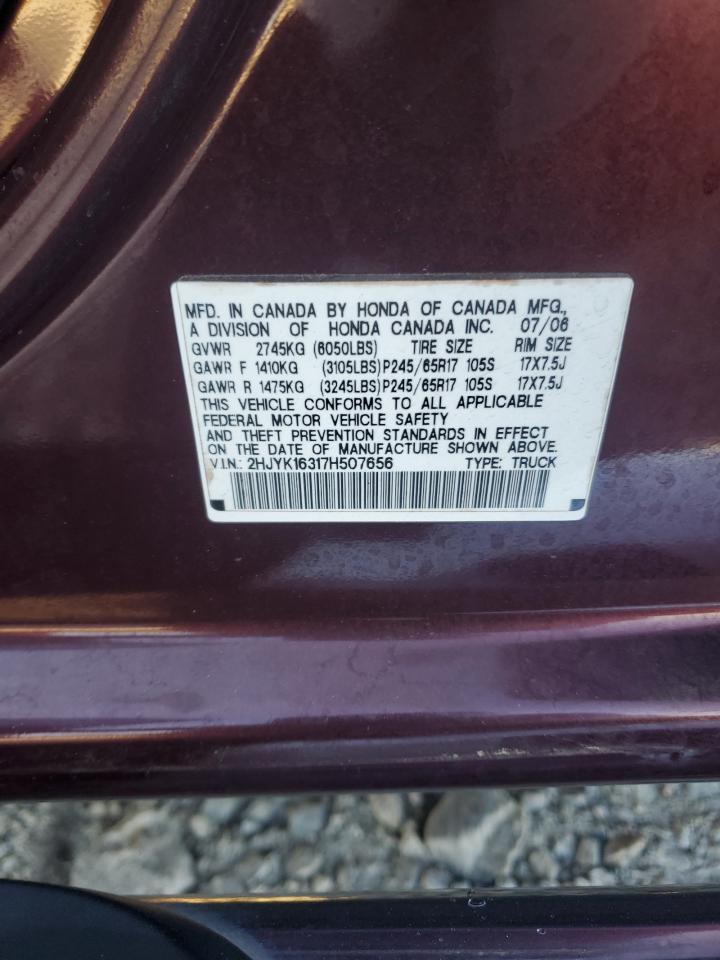 MFD. IN CANADA BY HONDA OF CANADA MFG.,
A DIVISION OF HONDA CANADA INC. 07/06
GVWR 2745KG (6050LBS) TIRE SIZE RIM SIZE
GAWR F 1410KG (3105LBS)P245/65R17 105S 17X7.5J
GAWR R 1475KG (3245LBS)P245/65R17 105S 17X7.5J
THIS VEHICLE CONFORMS TO ALL APPLICABLE
FEDERAL MOTOR VEHICLE SAFETY
AND THEFT PREVENTION STANDARDS IN EFFECT
ON THE DATE OF MANUFACTURE SHOWN ABOVE.
V.I.N.: 2HJYK16317H507656 TYPE: TRUCK